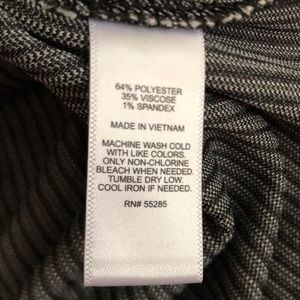 64% POLYESTER
35% VISCOSE
1% SPANDEX
MADE IN VIETNAM
MACHINE WASH COLD
WITH LIKE COLORS.
ONLY NON-CHLORINE
BLEACH WHEN NEEDED.
TUMBLE DRY LOW.
COOL IRON IF NEEDED.
RN# 55285